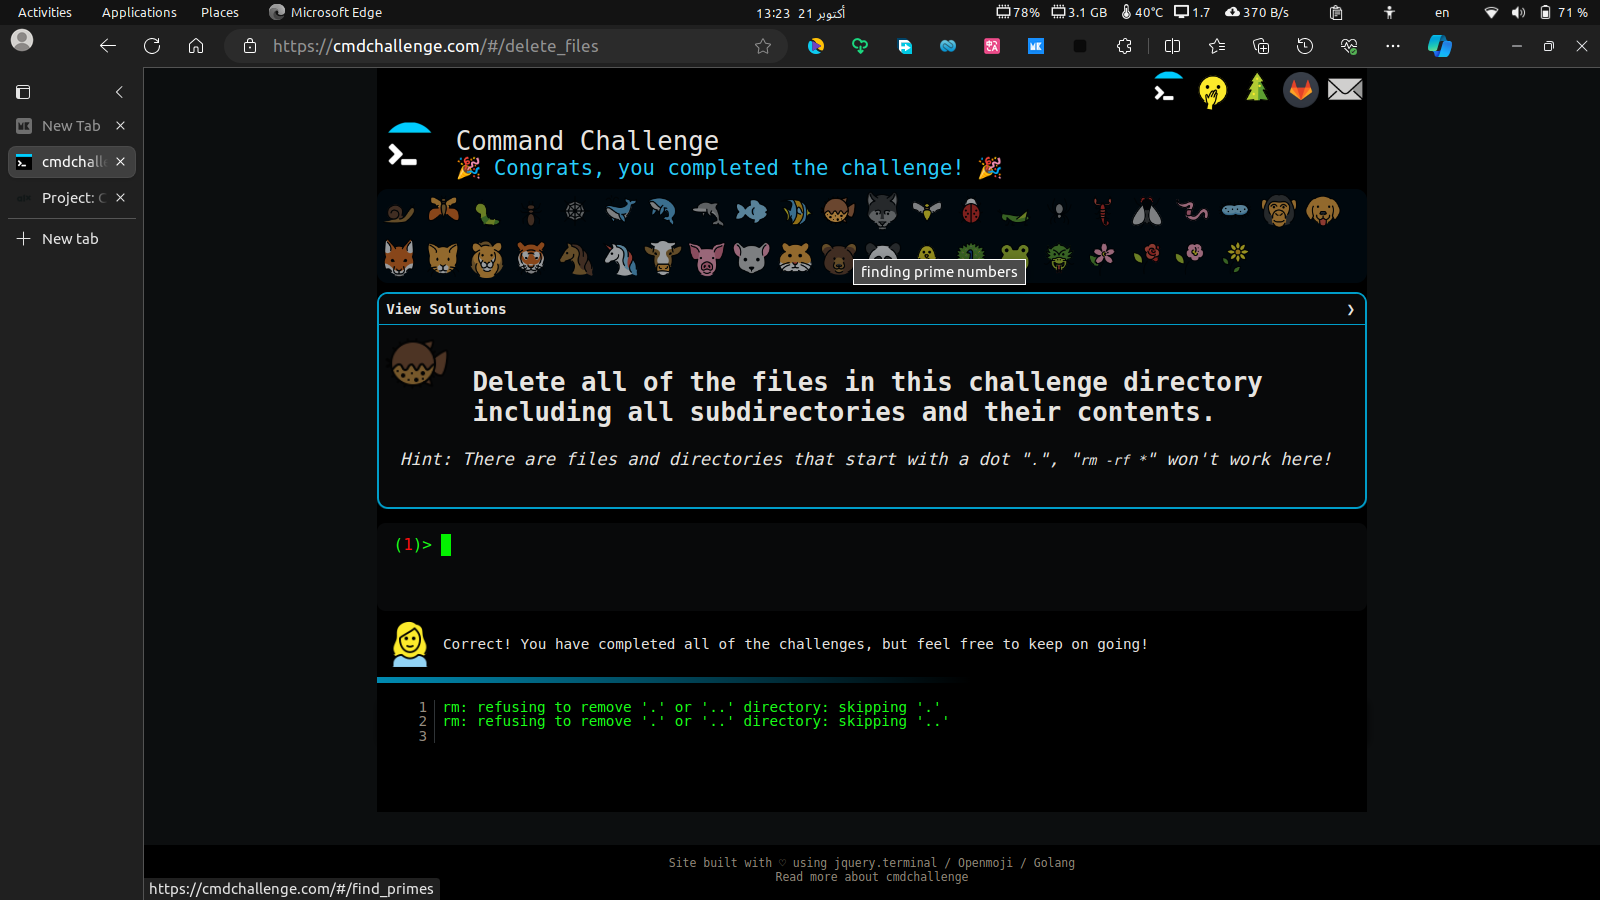 Activities Applications Places Microsoft Edge 13:23 21 أكتوبر 78% 3.1 GB 40°C 1.7 370 B/s en 71 %
https://cmdchallenge.com/#/delete_files
New Tab
cmdchall
Project: C
New tab
Command Challenge
Congrats, you completed the challenge!
finding prime numbers
View Solutions
Delete all of the files in this challenge directory
including all subdirectories and their contents.
Hint: There are files and directories that start with a dot ".", "rm -rf *" won't work here!
(1)>
Correct! You have completed all of the challenges, but feel free to keep on going!
1 rm: refusing to remove '.' or '..' directory: skipping '.'
2 rm: refusing to remove '.' or '..' directory: skipping '..'
3
Site built with ♡ using jquery.terminal / Openmoji / Golang
Read more about cmdchallenge
https://cmdchallenge.com/#/find_primes